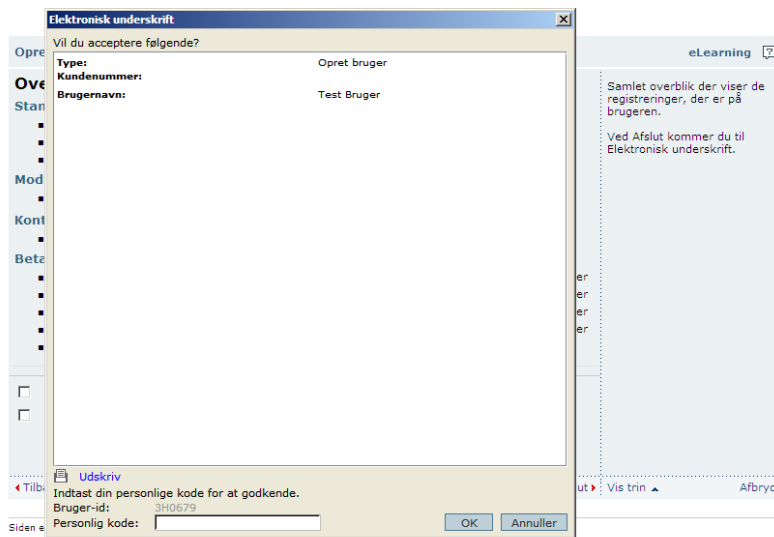 Elektronisk underskrift
Vil du acceptere følgende?
Type: Opret bruger
Kundenummer:
Brugernavn: Test Bruger
Udskriv
Indtast din personlige kode for at godkende.
Bruger-id: 3H0679
Personlig kode:
OK Annuller
Opre
Ove
Stan
Mod
Kont
Beta
er
er
er
er
Tilba
Siden e
eLearning ?
Samlet overblik der viser de
registreringer, der er på
brugeren.
Ved Afslut kommer du til
Elektronisk underskrift.
ut Vis trin Afbryd